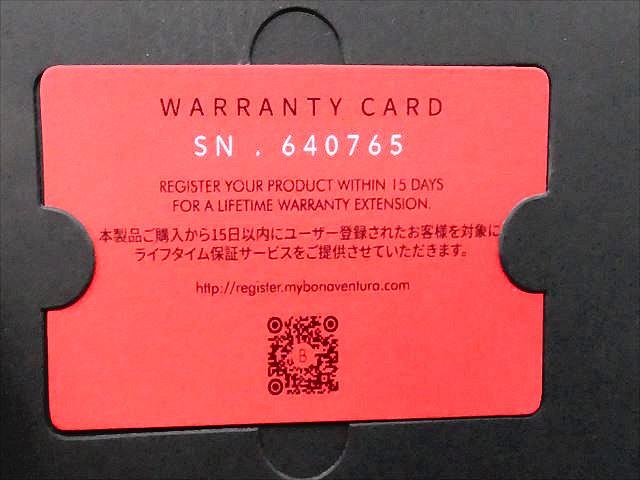 WARRANTY CARD
SN . 640765
REGISTER YOUR PRODUCT WITHIN 15 DAYS
FOR A LIFETIME WARRANTY EXTENSION.
本製品ご購入から15日以内にユーザー登録されたお客様を対象に
ライフタイム保証サービスをご提供させていただきます。
http://register.mybonaventura.com
B